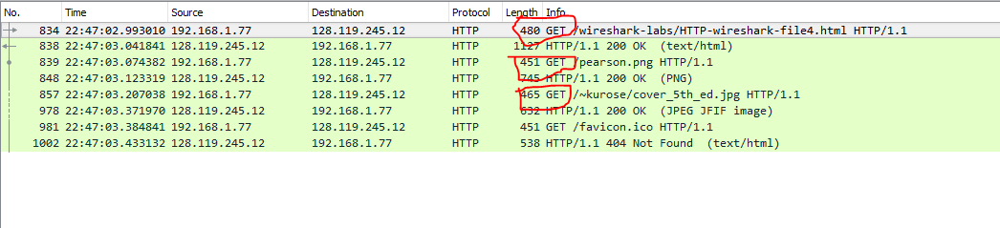 No. Time Source Destination Protocol Length Info
834 22:47:02.993010 192.168.1.77 128.119.245.12 HTTP 480 GET /wireshark-labs/HTTP-wireshark-file4.html HTTP/1.1
838 22:47:03.041841 128.119.245.12 192.168.1.77 HTTP 1127 HTTP/1.1 200 OK (text/html)
839 22:47:03.074382 192.168.1.77 128.119.245.12 HTTP 451 GET /pearson.png HTTP/1.1
848 22:47:03.123319 128.119.245.12 192.168.1.77 HTTP 745 HTTP/1.1 200 OK (PNG)
857 22:47:03.207038 192.168.1.77 128.119.245.12 HTTP 465 GET /~kurose/cover_5th_ed.jpg HTTP/1.1
978 22:47:03.371970 128.119.245.12 192.168.1.77 HTTP 632 HTTP/1.1 200 OK (JPEG JFIF image)
981 22:47:03.384841 192.168.1.77 128.119.245.12 HTTP 451 GET /favicon.ico HTTP/1.1
1002 22:47:03.433132 128.119.245.12 192.168.1.77 HTTP 538 HTTP/1.1 404 Not Found (text/html)